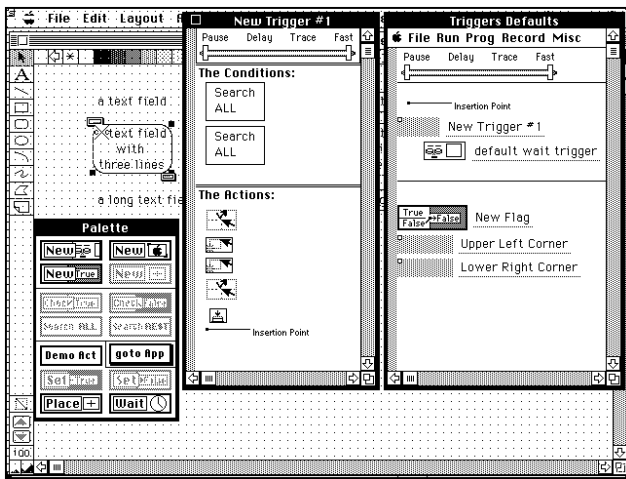 File Edit Layout
New Trigger #1
Pause Delay Trace Fast
The Conditions:
Search
ALL
Search
ALL
The Actions:
Insertion Point
Triggers Defaults
File Run Prog Record Misc
Pause Delay Trace Fast
Insertion Point
New Trigger #1
default wait trigger
True
False
False
New Flag
Upper Left Corner
Lower Right Corner
A
a text field
text field
with
three lines
a long text fie
Palette
New
New
New True
New
Check True
Check False
Search ALL
Search REST
Demo Act
goto App
Set True
Set False
Place
Wait
100